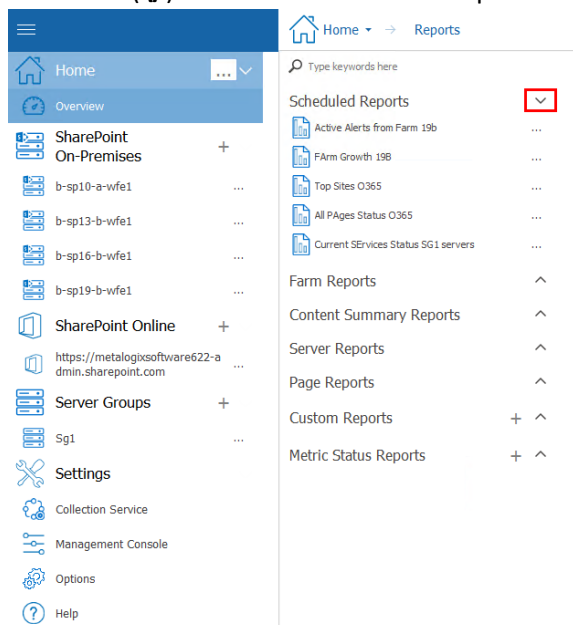 Home → Reports
Home ...
Overview
SharePoint
On-Premises +
b-sp10-a-wfe1 ...
b-sp13-b-wfe1 ...
b-sp16-b-wfe1 ...
b-sp19-b-wfe1 ...
SharePoint Online +
https://metalogixsoftware622-a
dmin.sharepoint.com ...
Server Groups +
Sg1 ...
Settings
Collection Service
Management Console
Options
? Help
Type keywords here
Scheduled Reports
Active Alerts from Farm 19b ...
FArm Growth 19B ...
Top Sites O365 ...
All PAges Status O365 ...
Current SErvices Status SG1 servers ...
Farm Reports
Content Summary Reports
Server Reports
Page Reports
Custom Reports +
Metric Status Reports +